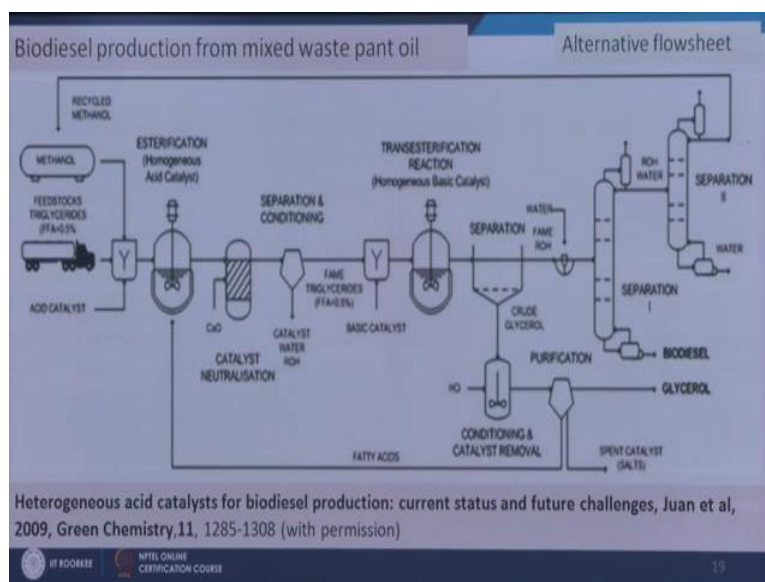 Biodiesel production from mixed waste pant oil
Alternative flowsheet
RECYCLED
METHANOL
METHANOL
FEEDSTOCKS
TRIGLYCERIDES
(FFA<0.5%
ACID CATALYST
ESTERIFICATION
(Homogeneous
Acid Catalyst)
CaO
CATALYST
NEUTRALISATION
SEPARATION &
CONDITIONING
CATALYST
WATER
ROH
FAME
TRIGLYCERIDES
(FFA<0.5%)
BASIC CATALYST
TRANSESTERIFICATION
REACTION
(Homogeneous Basic Catalyst)
SEPARATION
WATER
FAME
ROH
CRUDE
GLYCEROL
ROH
WATER
SEPARATION
II
WATER
SEPARATION
I
BIODIESEL
PURIFICATION
GLYCEROL
CONDITIONING &
CATALYST REMOVAL
FATTY ACIDS
SPENT CATALYST
(SALTS)
Heterogeneous acid catalysts for biodiesel production: current status and future challenges, Juan et al,
2009, Green Chemistry,11, 1285-1308 (with permission)
IIT ROORKEE
NPTEL ONLINE
CERTIFICATION COURSE
19